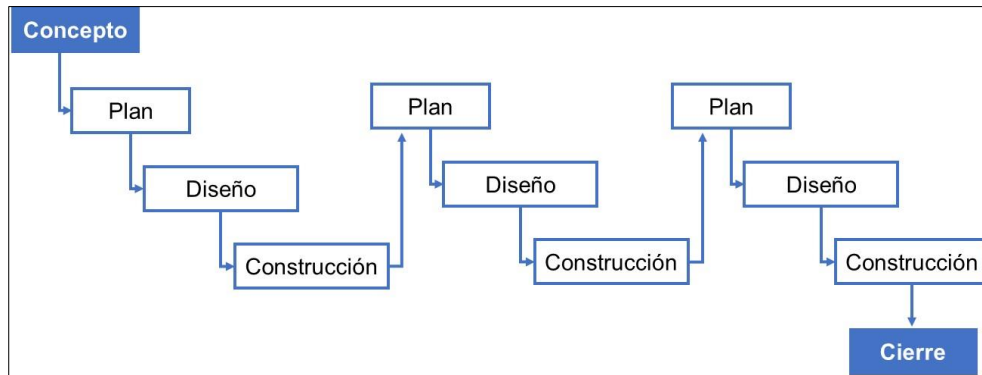 Concepto
Plan
Diseño
Construcción
Plan
Diseño
Construcción
Plan
Diseño
Construcción
Cierre